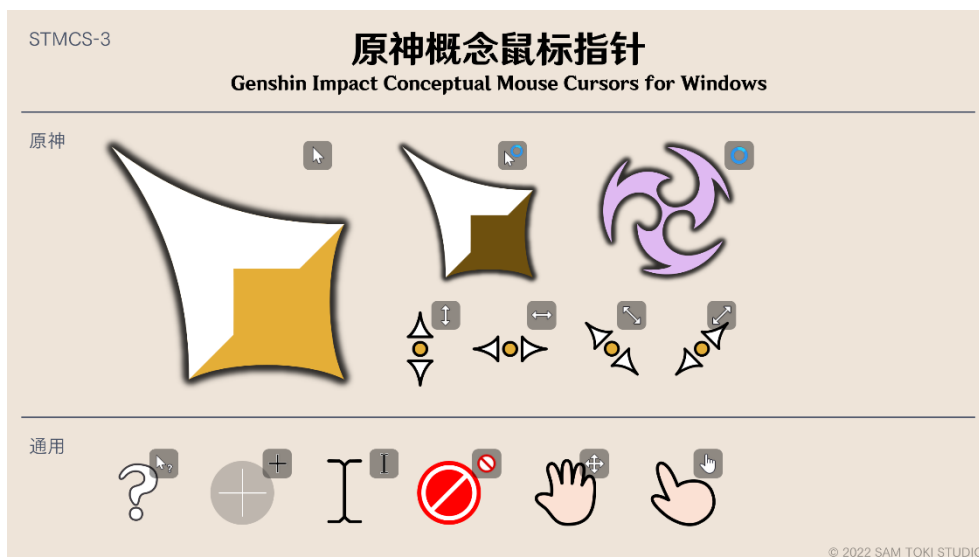 STMCS-3
原神概念鼠标指针
Genshin Impact Conceptual Mouse Cursors for Windows
原神
通用
© 2022 SAM TOKI STUDIO